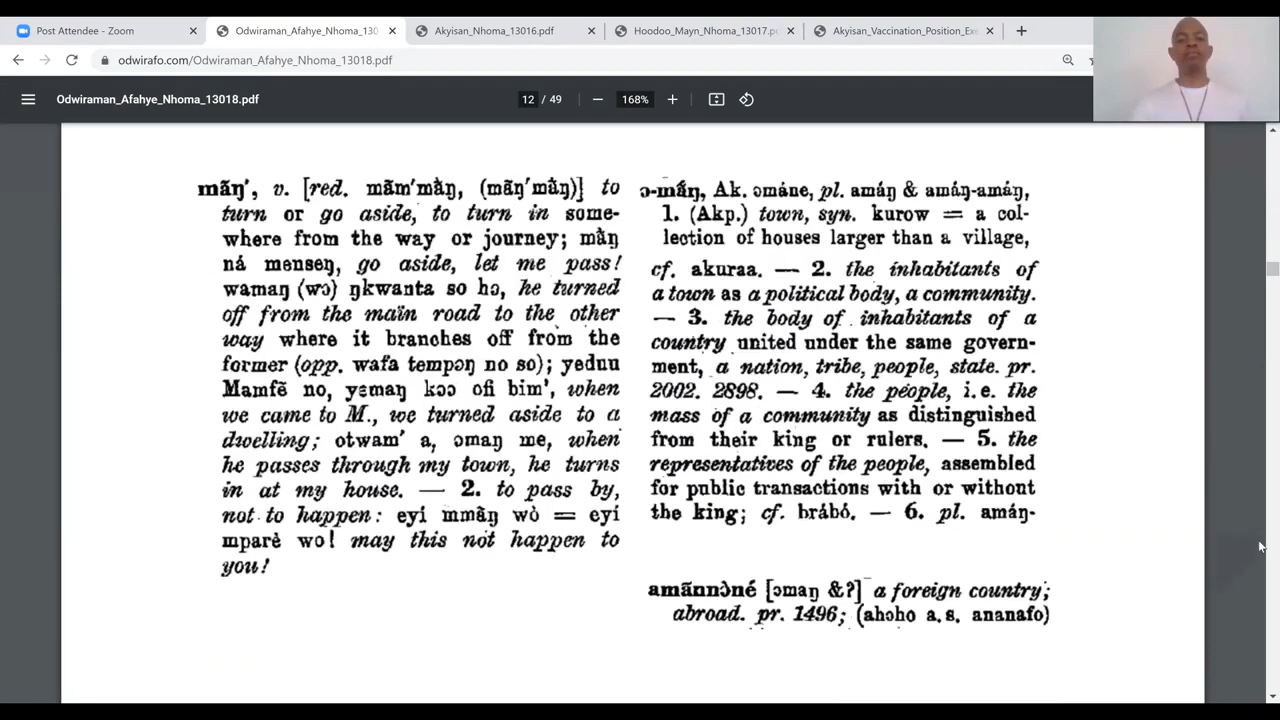 Post Attendee - Zoom
Odwiraman_Afahye_Nhoma_130
Akyisan_Nhoma_13016.pdf
Hoodoo_Mayn_Nhoma_13017.p
Akyisan_Vaccination_Position_Exe
odwirafo.com/Odwiraman_Afahye_Nhoma_13018.pdf
Odwiraman_Afahye_Nhoma_13018.pdf
12 / 49
168%
mãŋ', v. [red. mãm'màŋ, (mãŋ'màŋ)] to
turn or go aside, to turn in some-
where from the way or journey; màŋ
ná menseŋ, go aside, let me pass!
wamaŋ (wɔ) ŋkwanta so hɔ, he turned
off from the main road to the other
way where it branches off from the
former (opp. wafa tempɔŋ no so); yeduu
Mamfẽ no, yɛmaŋ kɔɔ ofi bim', when
we came to M., we turned aside to a
dwelling; otwam' a, ɔmaŋ me, when
he passes through my town, he turns
in at my house. — 2. to pass by,
not to happen: eyí mmãŋ wò = eyí
mparè wo! may this not happen to
you!
ɔ-máŋ, Ak. ɔmáne, pl. amáŋ & amáŋ-amáŋ,
1. (Akp.) town, syn. kurow = a col-
lection of houses larger than a village,
cf. akuraa. — 2. the inhabitants of
a town as a political body, a community.
— 3. the body of inhabitants of a
country united under the same govern-
ment, a nation, tribe, people, state. pr.
2002. 2898. — 4. the people, i.e. the
mass of a community as distinguished
from their king or rulers. — 5. the
representatives of the people, assembled
for public transactions with or without
the king; cf. brábó. — 6. pl. amáŋ-
amãnnɔ̀né [ɔmaŋ &?] a foreign country;
abroad. pr. 1496; (ahɔho a. s. ananafo)